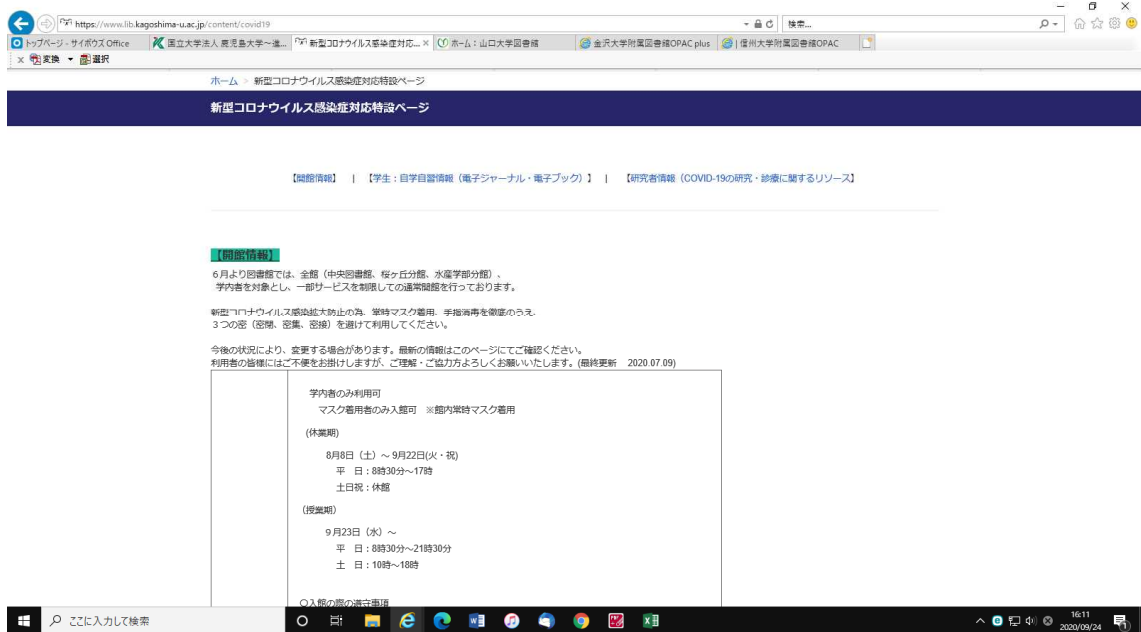 https://www.lib.kagoshima-u.ac.jp/content/covid19
検索...
トップページ - サイボウズ Office
国立大学法人 鹿児島大学～進...
新型コロナウイルス感染症対応...
ホーム : 山口大学図書館
金沢大学附属図書館OPAC plus
| 信州大学附属図書館OPAC
x 変換 ▼ 選択
ホーム > 新型コロナウイルス感染症対応特設ページ
新型コロナウイルス感染症対応特設ページ
【開館情報】 | 【学生：自学自習情報（電子ジャーナル・電子ブック）】 | 【研究者情報（COVID-19の研究・診療に関するリソース】
【開館情報】
６月より図書館では、全館（中央図書館、桜ヶ丘分館、水産学部分館）、
学内者を対象とし、一部サービスを制限しての通常開館を行っております。
新型コロナウイルス感染拡大防止の為、常時マスク着用、手指消毒を徹底のうえ、
３つの密（密閉、密集、密接）を避けて利用してください。
今後の状況により、変更する場合があります。最新の情報はこのページにてご確認ください。
利用者の皆様にはご不便をお掛けしますが、ご理解・ご協力方よろしくお願いいたします。(最終更新 2020.07.09)
学内者のみ利用可
マスク着用者のみ入館可 ※館内常時マスク着用
(休業期)
8月8日（土）～ 9月22日(火・祝)
平 日：8時30分～17時
土日祝：休館
（授業期）
９月23日（水）～
平 日：8時30分～21時30分
土 日：10時～18時
〇入館の際の遵守事項
ここに入力して検索
16:11
2020/09/24